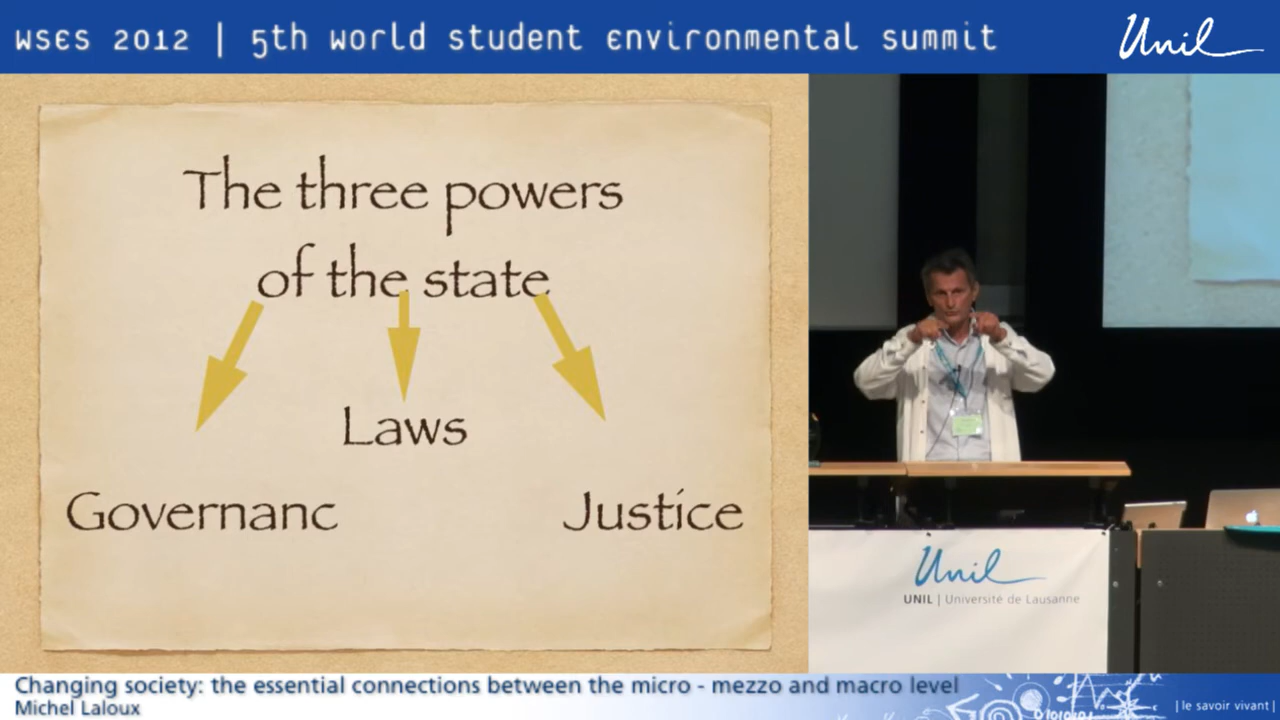 WSES 2012 | 5th world student environmental summit
Unil
The three powers
of the state
Laws
Governanc
Justice
Unil
UNIL | Université de Lausanne
Changing society: the essential connections between the micro - mezzo and macro level
Michel Laloux
| le savoir vivant |